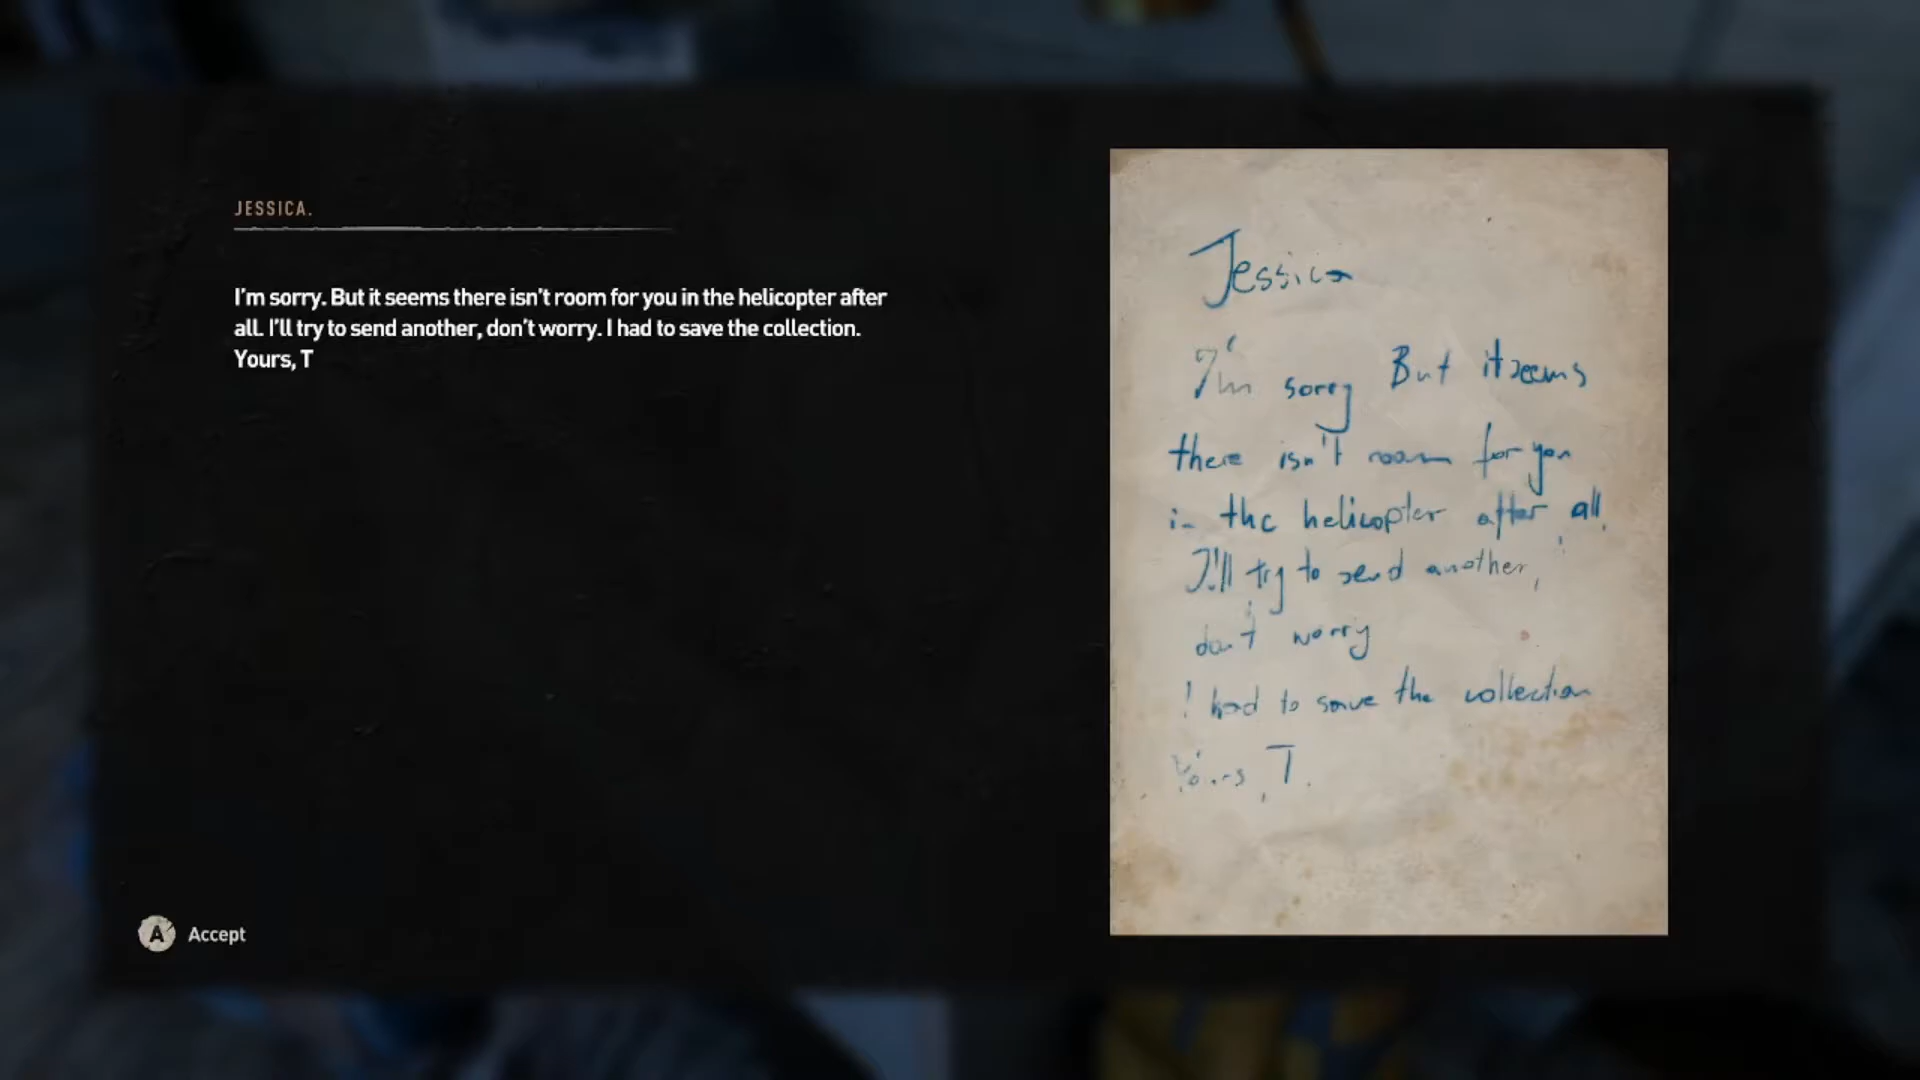 JESSICA.
I'm sorry. But it seems there isn't room for you in the helicopter after
all. I'll try to send another, don't worry. I had to save the collection.
Yours, T
A Accept
Jessica
I'm sorry But it seems
there isn't room for you
in the helicopter after all.
I'll try to send another,
don't worry
I had to save the collection
Yours, T.